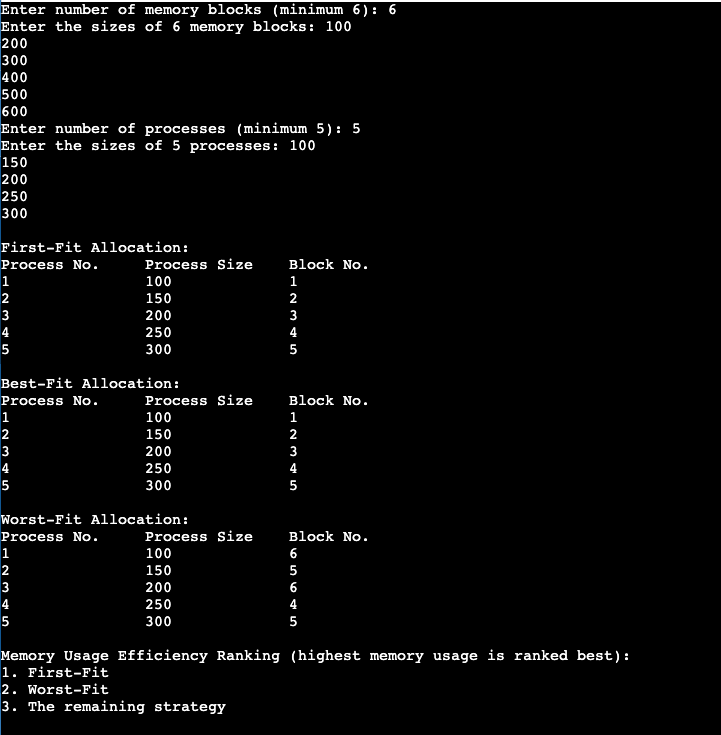 Enter number of memory blocks (minimum 6): 6
Enter the sizes of 6 memory blocks: 100
200
300
400
500
600
Enter number of processes (minimum 5): 5
Enter the sizes of 5 processes: 100
150
200
250
300
First-Fit Allocation:
Process No. Process Size Block No.
1 100 1
2 150 2
3 200 3
4 250 4
5 300 5
Best-Fit Allocation:
Process No. Process Size Block No.
1 100 1
2 150 2
3 200 3
4 250 4
5 300 5
Worst-Fit Allocation:
Process No. Process Size Block No.
1 100 6
2 150 5
3 200 6
4 250 4
5 300 5
Memory Usage Efficiency Ranking (highest memory usage is ranked best):
1. First-Fit
2. Worst-Fit
3. The remaining strategy